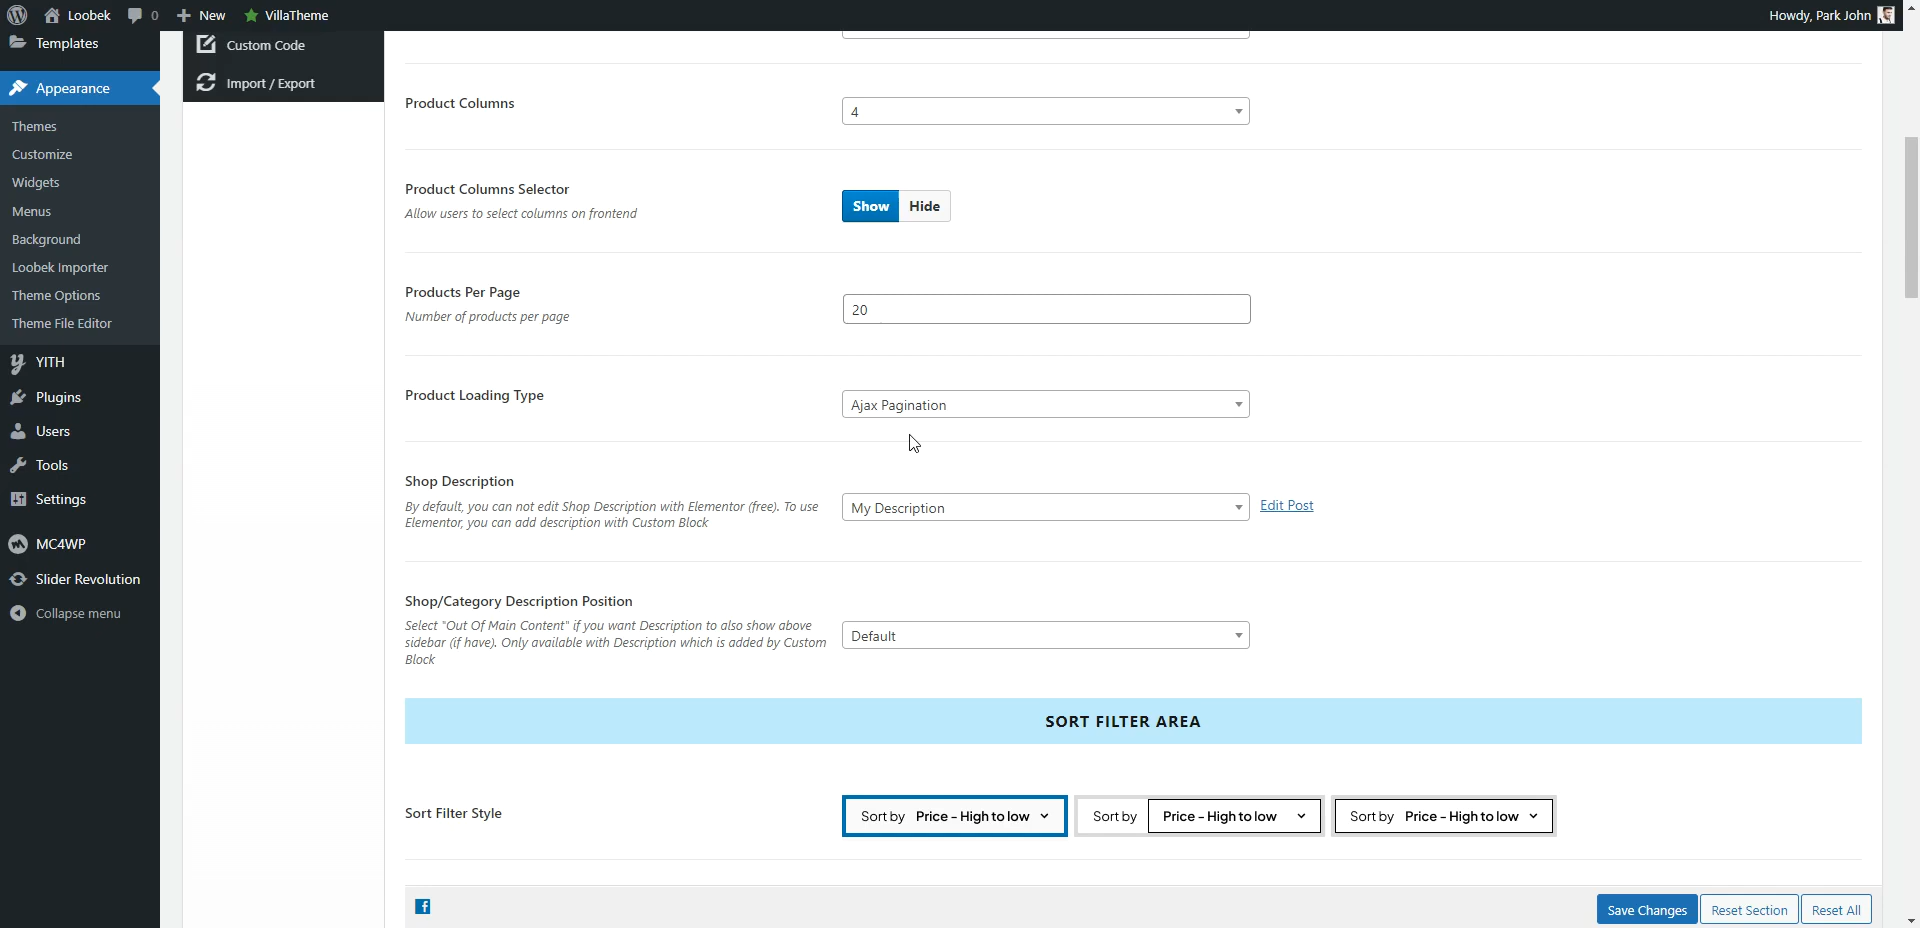 Loobek
0
New
VillaTheme
Howdy, Park John
Templates
Appearance
Themes
Customize
Widgets
Menus
Background
Loobek Importer
Theme Options
Theme File Editor
YITH
Plugins
Users
Tools
Settings
MC4WP
Slider Revolution
Collapse menu
Custom Code
Import / Export
Product Columns
4
Product Columns Selector
Allow users to select columns on frontend
Show Hide
Products Per Page
Number of products per page
20
Product Loading Type
Ajax Pagination
Shop Description
By default, you can not edit Shop Description with Elementor (free). To use
Elementor, you can add description with Custom Block
My Description
Edit Post
Shop/Category Description Position
Select "Out Of Main Content" if you want Description to also show above
sidebar (if have). Only available with Description which is added by Custom
Block
Default
SORT FILTER AREA
Sort Filter Style
Sort by Price - High to low
Sort by Price - High to low
Sort by Price - High to low
Save Changes
Reset Section
Reset All